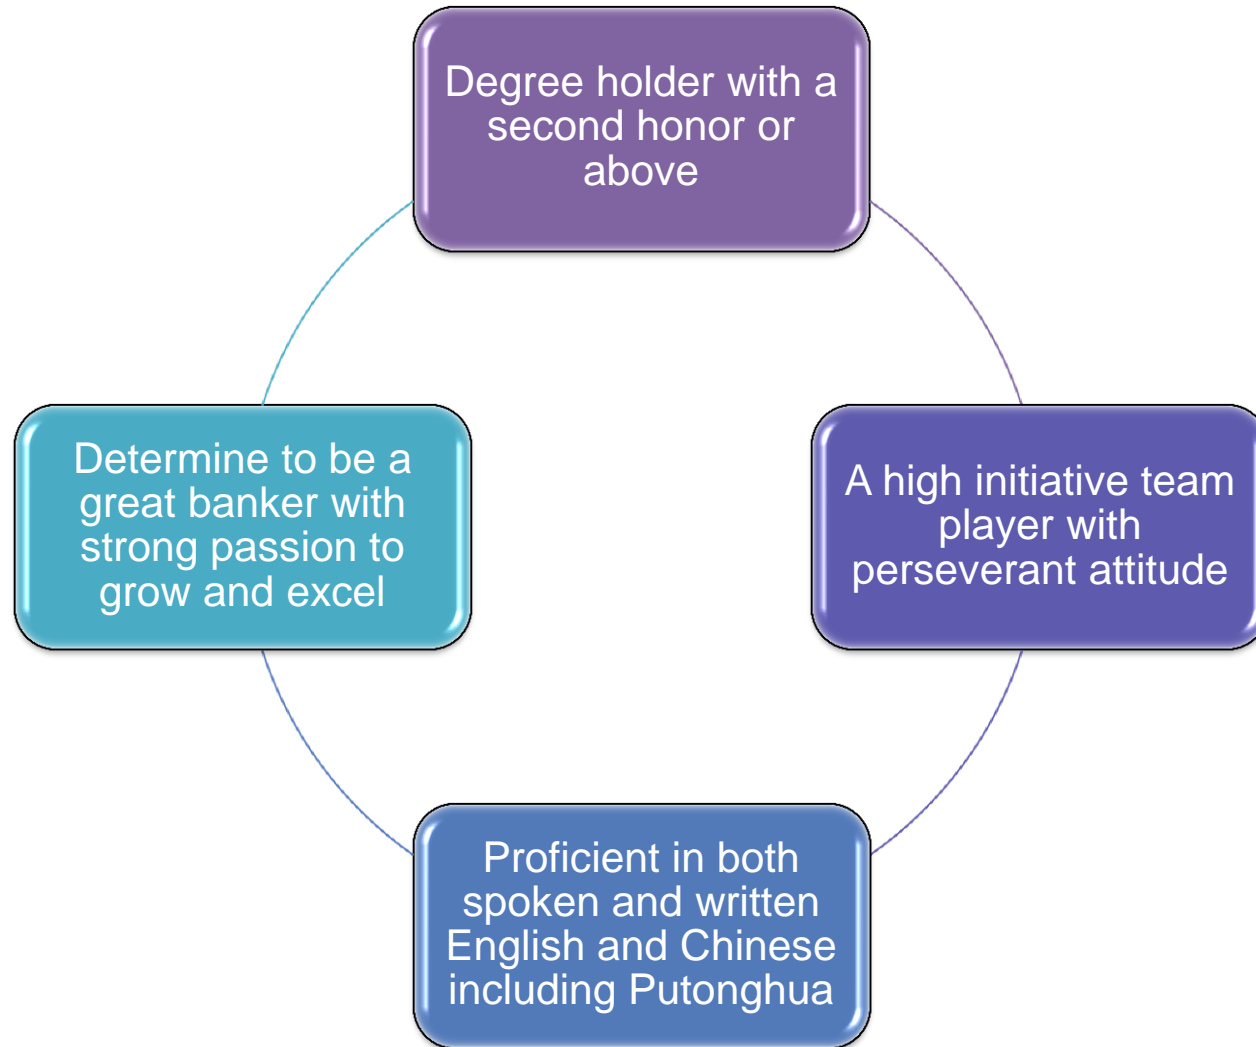 Degree holder with a
second honor or
above
Determine to be a
great banker with
strong passion to
grow and excel
A high initiative team
player with
perseverant attitude
Proficient in both
spoken and written
English and Chinese
including Putonghua